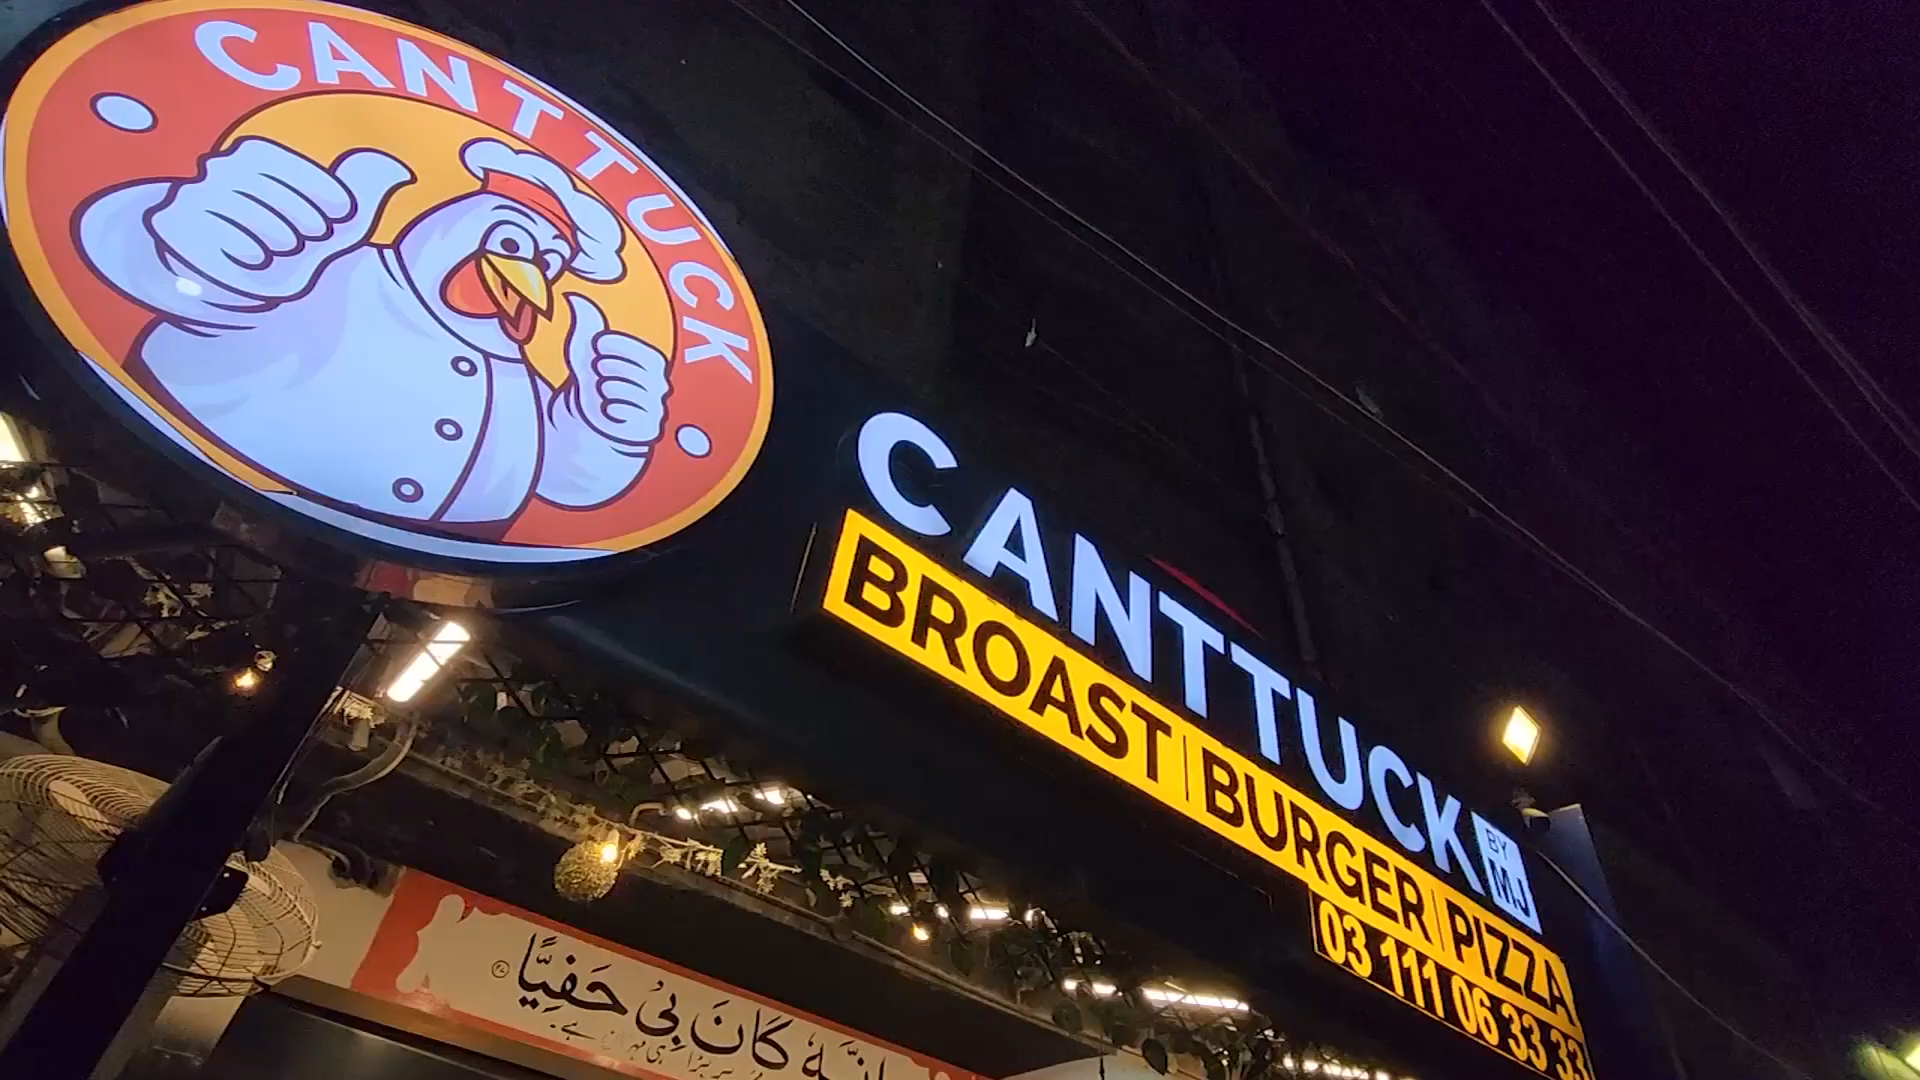 CANTTUCK
CANTTUCK
BY
MJ
BROAST | BURGER | PIZZA
03 111 06 33 33
إِنَّهُ كَانَ بِي حَفِيًّا